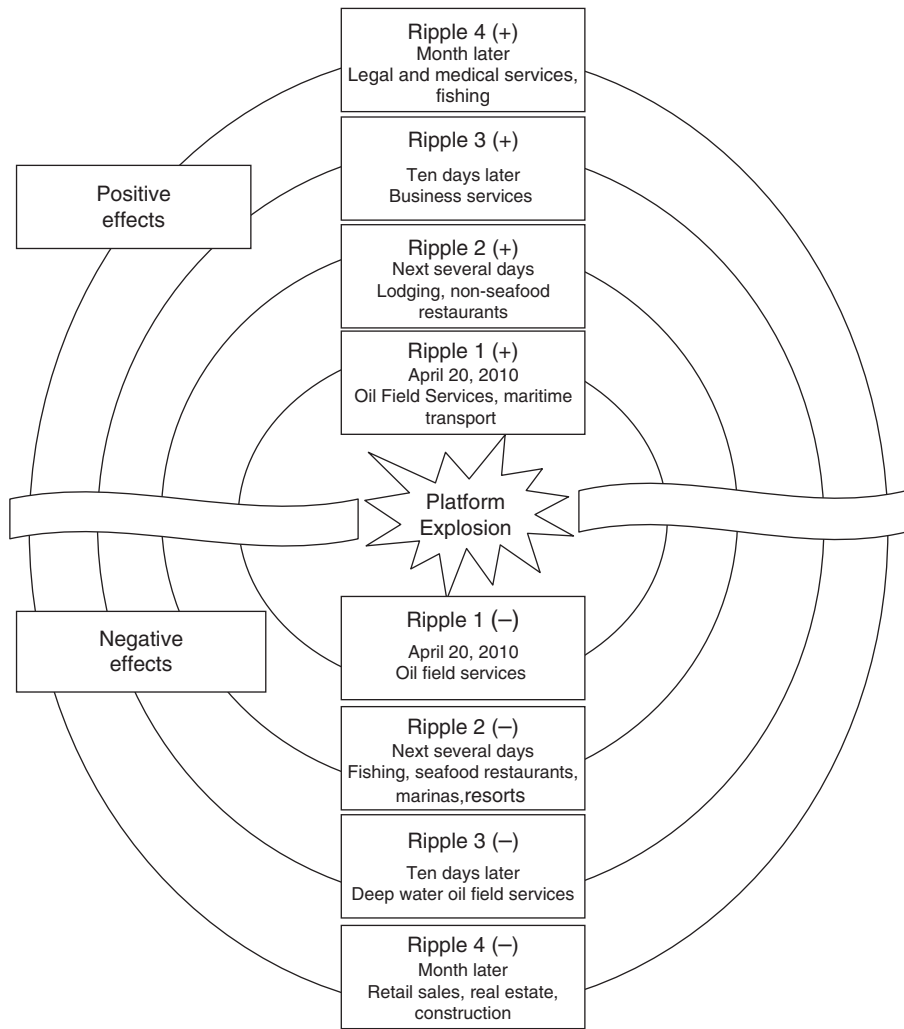 Ripple 4 (+)
Month later
Legal and medical services,
fishing
Ripple 3 (+)
Ten days later
Business services
Positive
effects
Ripple 2 (+)
Next several days
Lodging, non-seafood
restaurants
Ripple 1 (+)
April 20, 2010
Oil Field Services, maritime
transport
Platform
Explosion
Ripple 1 (–)
April 20, 2010
Oil field services
Negative
effects
Ripple 2 (–)
Next several days
Fishing, seafood restaurants,
marinas,resorts
Ripple 3 (–)
Ten days later
Deep water oil field services
Ripple 4 (–)
Month later
Retail sales, real estate,
construction